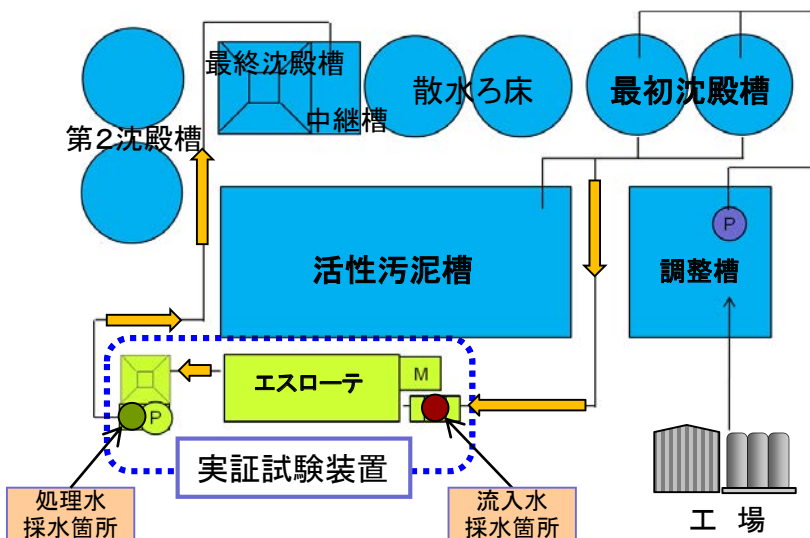 最終沈殿槽
中継槽
散水ろ床
最初沈殿槽
第2沈殿槽
P
活性汚泥槽
調整槽
エスローテ
M
P
実証試験装置
処理水
採水箇所
流入水
採水箇所
工 場